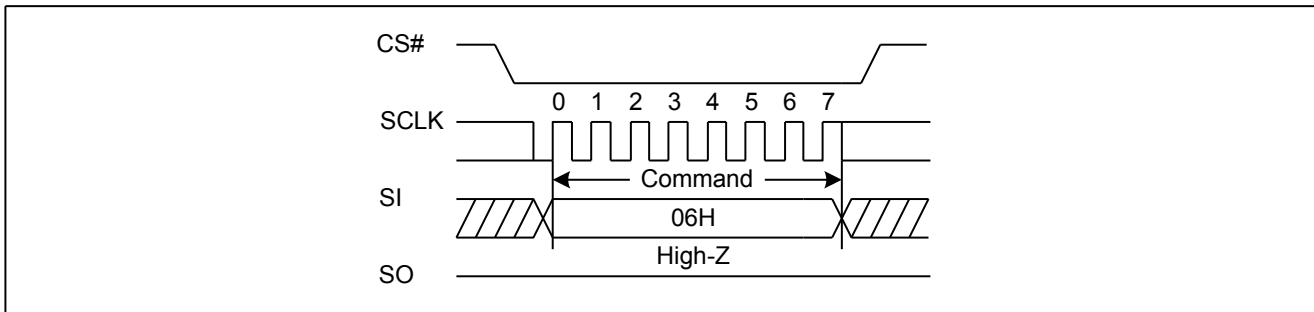 CS#
0 1 2 3 4 5 6 7
SCLK
Command
SI
06H
High-Z
SO